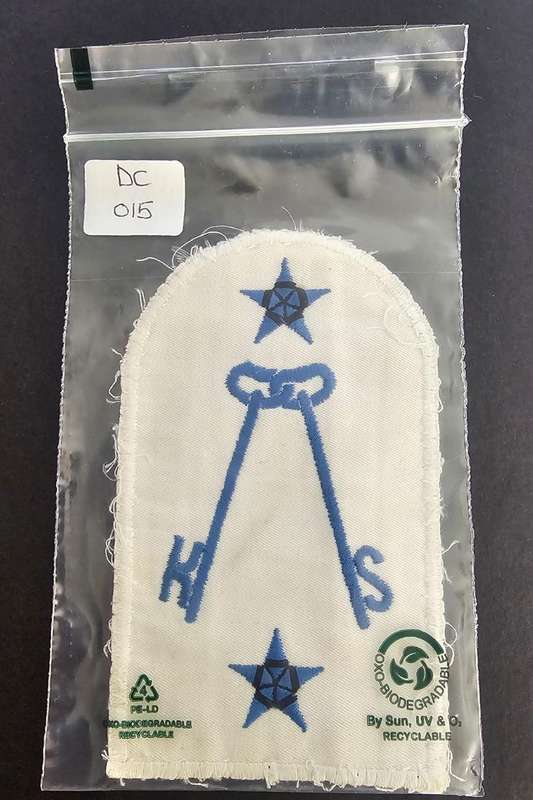 DC
015
K S
PE-LD
OXO-BIODEGRADABLE
RECYCLABLE
OXO-BIODEGRADABLE
By Sun, UV & O₂
RECYCLABLE